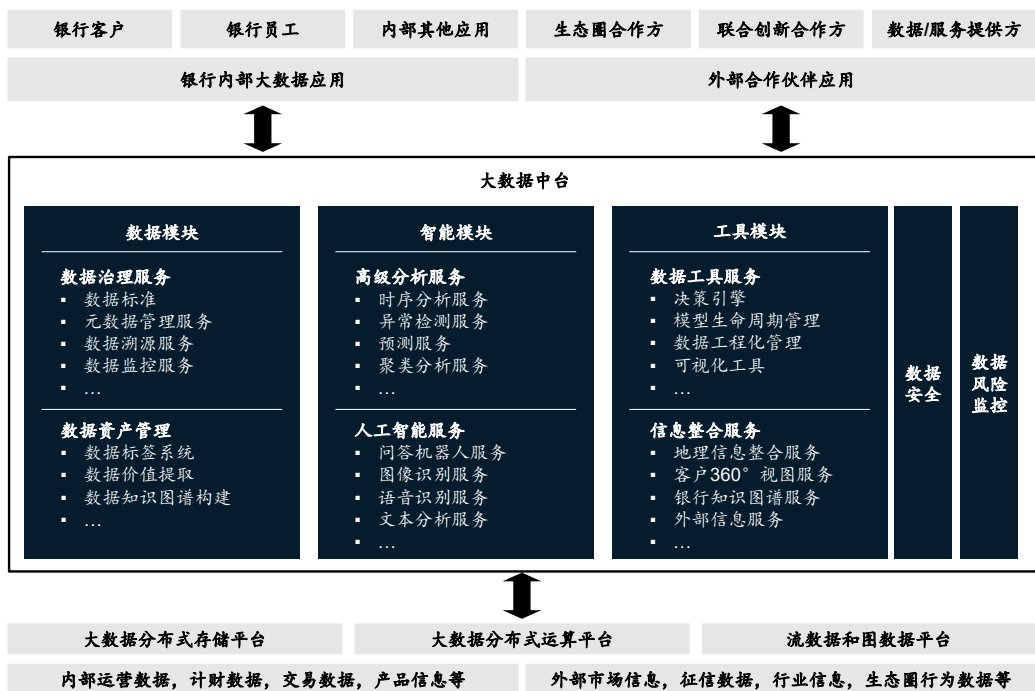 银行客户
银行员工
内部其他应用
生态圈合作方
联合创新合作方
数据/服务提供方
银行内部大数据应用
外部合作伙伴应用
大数据中台
数据模块
数据治理服务
▪ 数据标准
▪ 元数据管理服务
▪ 数据溯源服务
▪ 数据监控服务
▪ …
数据资产管理
▪ 数据标签系统
▪ 数据价值提取
▪ 数据知识图谱构建
▪ …
智能模块
高级分析服务
▪ 时序分析服务
▪ 异常检测服务
▪ 预测服务
▪ 聚类分析服务
▪ …
人工智能服务
▪ 问答机器人服务
▪ 图像识别服务
▪ 语音识别服务
▪ 文本分析服务
▪ …
工具模块
数据工具服务
▪ 决策引擎
▪ 模型生命周期管理
▪ 数据工程化管理
▪ 可视化工具
▪ …
信息整合服务
▪ 地理信息整合服务
▪ 客户360°视图服务
▪ 银行知识图谱服务
▪ 外部信息服务
▪ …
数据
安全
数据
风险
监控
大数据分布式存储平台
大数据分布式运算平台
流数据和图数据平台
内部运营数据，计财数据，交易数据，产品信息等
外部市场信息，征信数据，行业信息，生态圈行为数据等